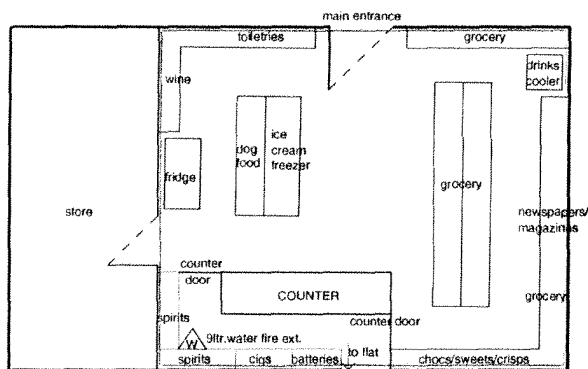 main entrance
toiletries
grocery
drinks
cooler
wine
dog
food
ice
cream
freezer
grocery
fridge
store
newspapers/
magazines
counter
door
COUNTER
grocery
spirits
counter door
W
9ltr.water fire ext.
to flat
spirits
cigs
batteries
chocs/sweets/crisps